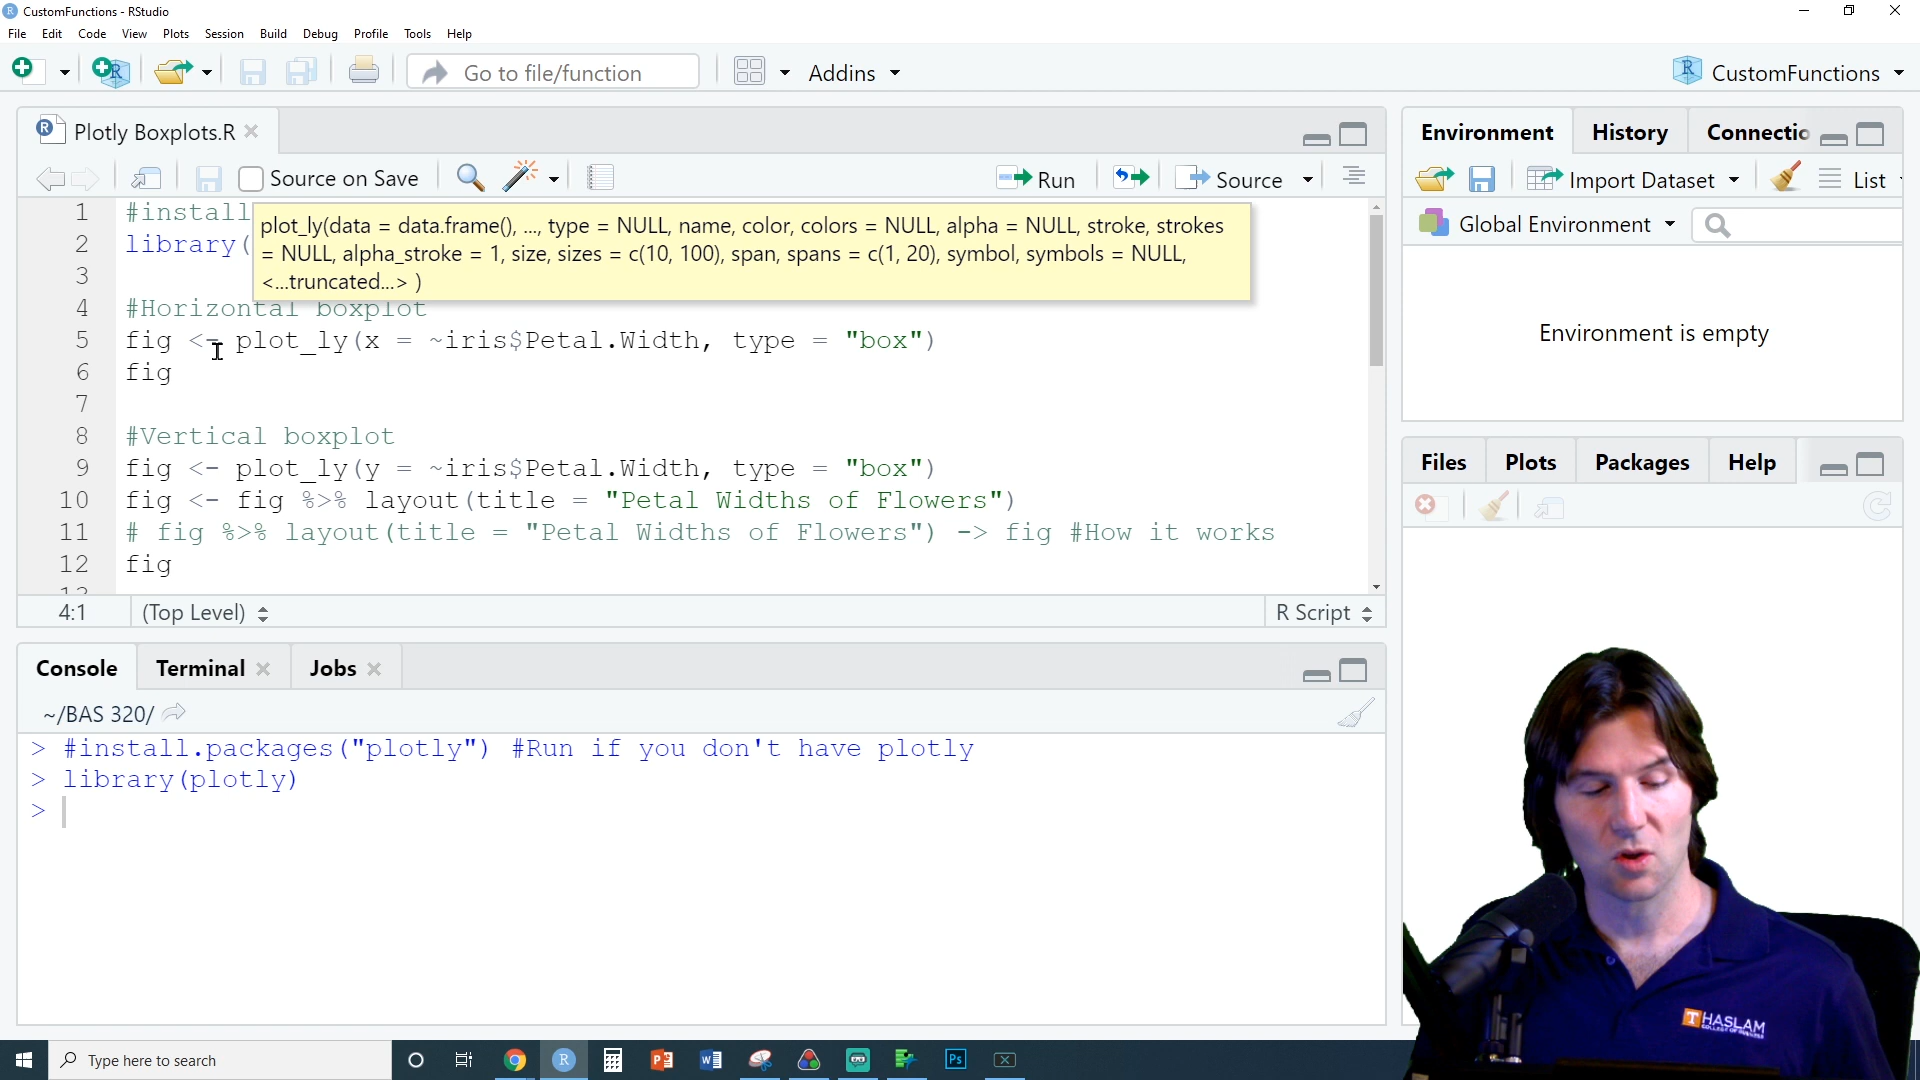 CustomFunctions - RStudio
File Edit Code View Plots Session Build Debug Profile Tools Help
Go to file/function
Addins
CustomFunctions
Plotly Boxplots.R
Source on Save
Run
Source
1 #install
2 library(
plot_ly(data = data.frame(), ..., type = NULL, name, color, colors = NULL, alpha = NULL, stroke, strokes
= NULL, alpha_stroke = 1, size, sizes = c(10, 100), span, spans = c(1, 20), symbol, symbols = NULL,
<...truncated...> )
3
4 #Horizontal boxplot
5 fig <- plot_ly(x = ~iris$Petal.Width, type = "box")
6 fig
7
8 #Vertical boxplot
9 fig <- plot_ly(y = ~iris$Petal.Width, type = "box")
10 fig <- fig %>% layout(title = "Petal Widths of Flowers")
11 # fig %>% layout(title = "Petal Widths of Flowers") -> fig #How it works
12 fig
4:1 (Top Level) R Script
Console Terminal Jobs
~/BAS 320/
> #install.packages("plotly") #Run if you don't have plotly
> library(plotly)
>
Environment History Connectio
Import Dataset List
Global Environment
Environment is empty
Files Plots Packages Help
T HASLAM
COLLEGE OF BUSINESS
Type here to search